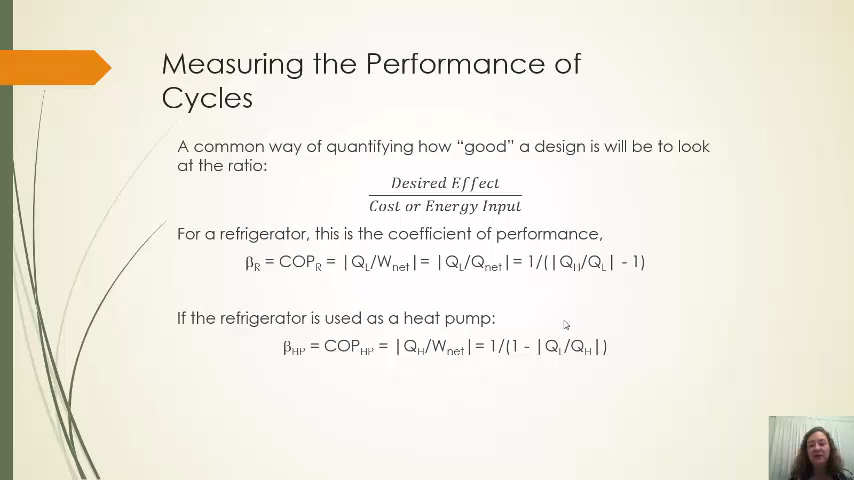 Measuring the Performance of
Cycles
A common way of quantifying how “good” a design is will be to look
at the ratio:
Desired Effect
Cost or Energy Input
For a refrigerator, this is the coefficient of performance,
βR = COPR = |QL/Wnet|= |QL/Qnet|= 1/(|QH/QL| - 1)
If the refrigerator is used as a heat pump:
βHP = COPHP = |QH/Wnet|= 1/(1 - |QL/QH|)